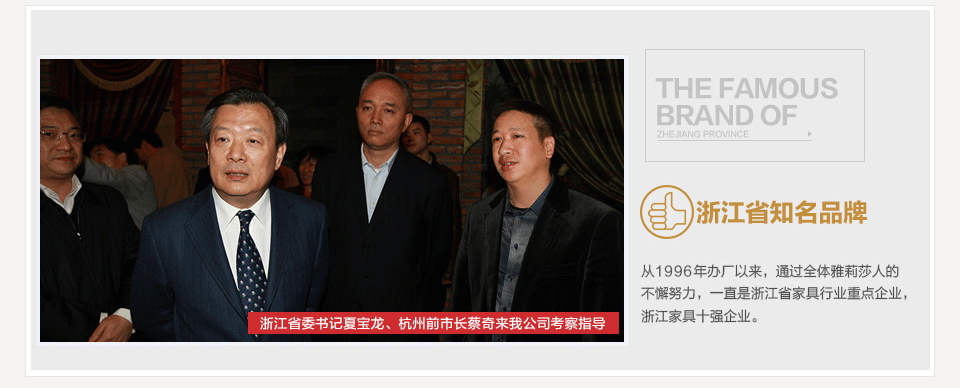 THE FAMOUS
BRAND OF
ZHEJIANG PROVINCE
浙江省知名品牌
从1996年办厂以来，通过全体雅莉莎人的
不懈努力，一直是浙江省家具行业重点企业，
浙江家具十强企业。
浙江省委书记夏宝龙、杭州前市长蔡奇来我公司考察指导